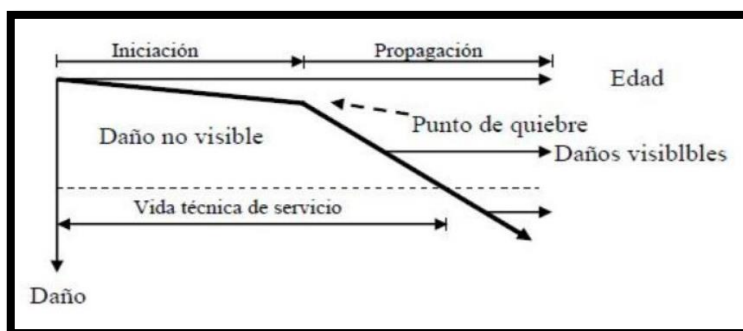 Iniciación
Propagación
Edad
Punto de quiebre
Daño no visible
Daños visiblbles
Vida técnica de servicio
Daño